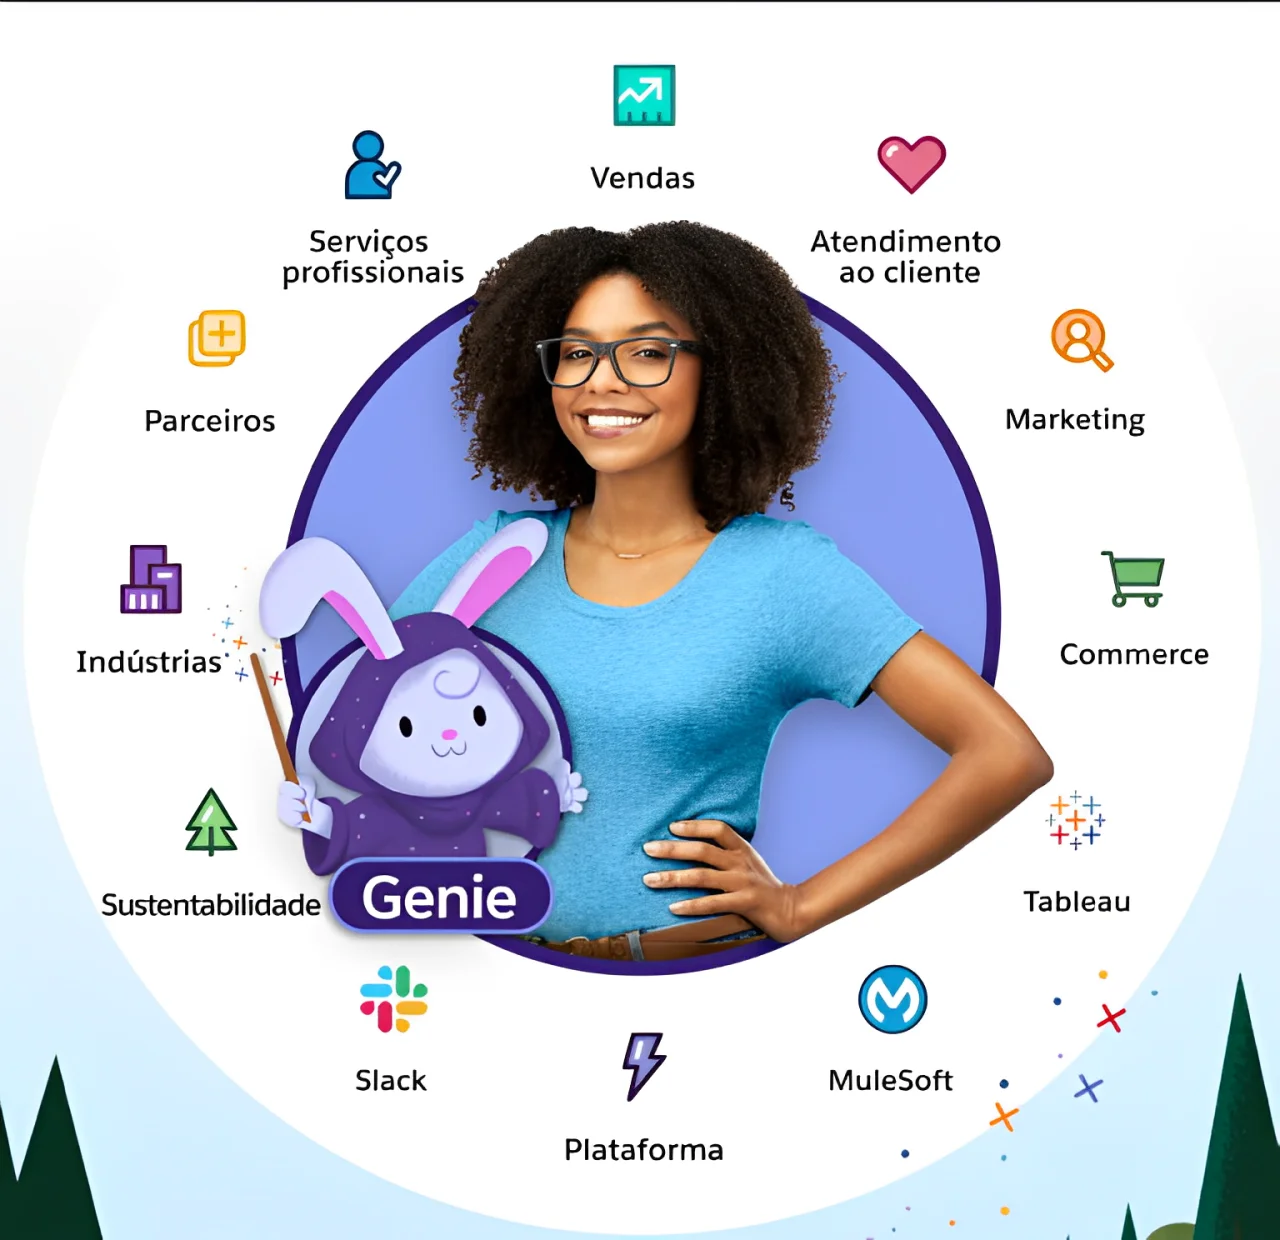 Vendas
Serviços
profissionais
Atendimento
ao cliente
Parceiros
Marketing
Indústrias
Commerce
Sustentabilidade
Genie
Tableau
Slack
MuleSoft
Plataforma